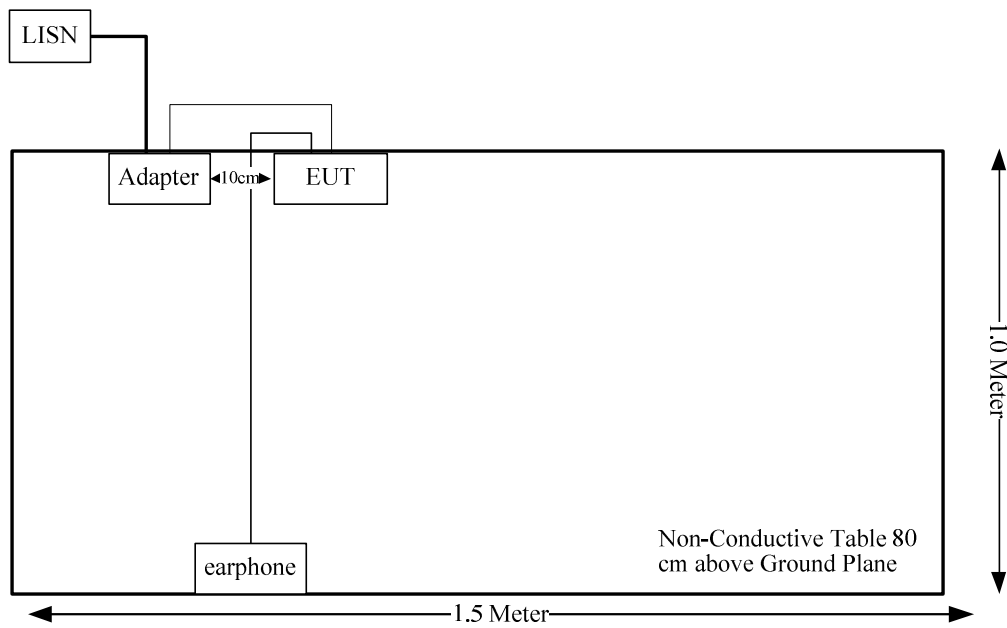 LISN
Adapter
10cm
EUT
1.0 Meter
Non-Conductive Table 80
cm above Ground Plane
earphone
1.5 Meter